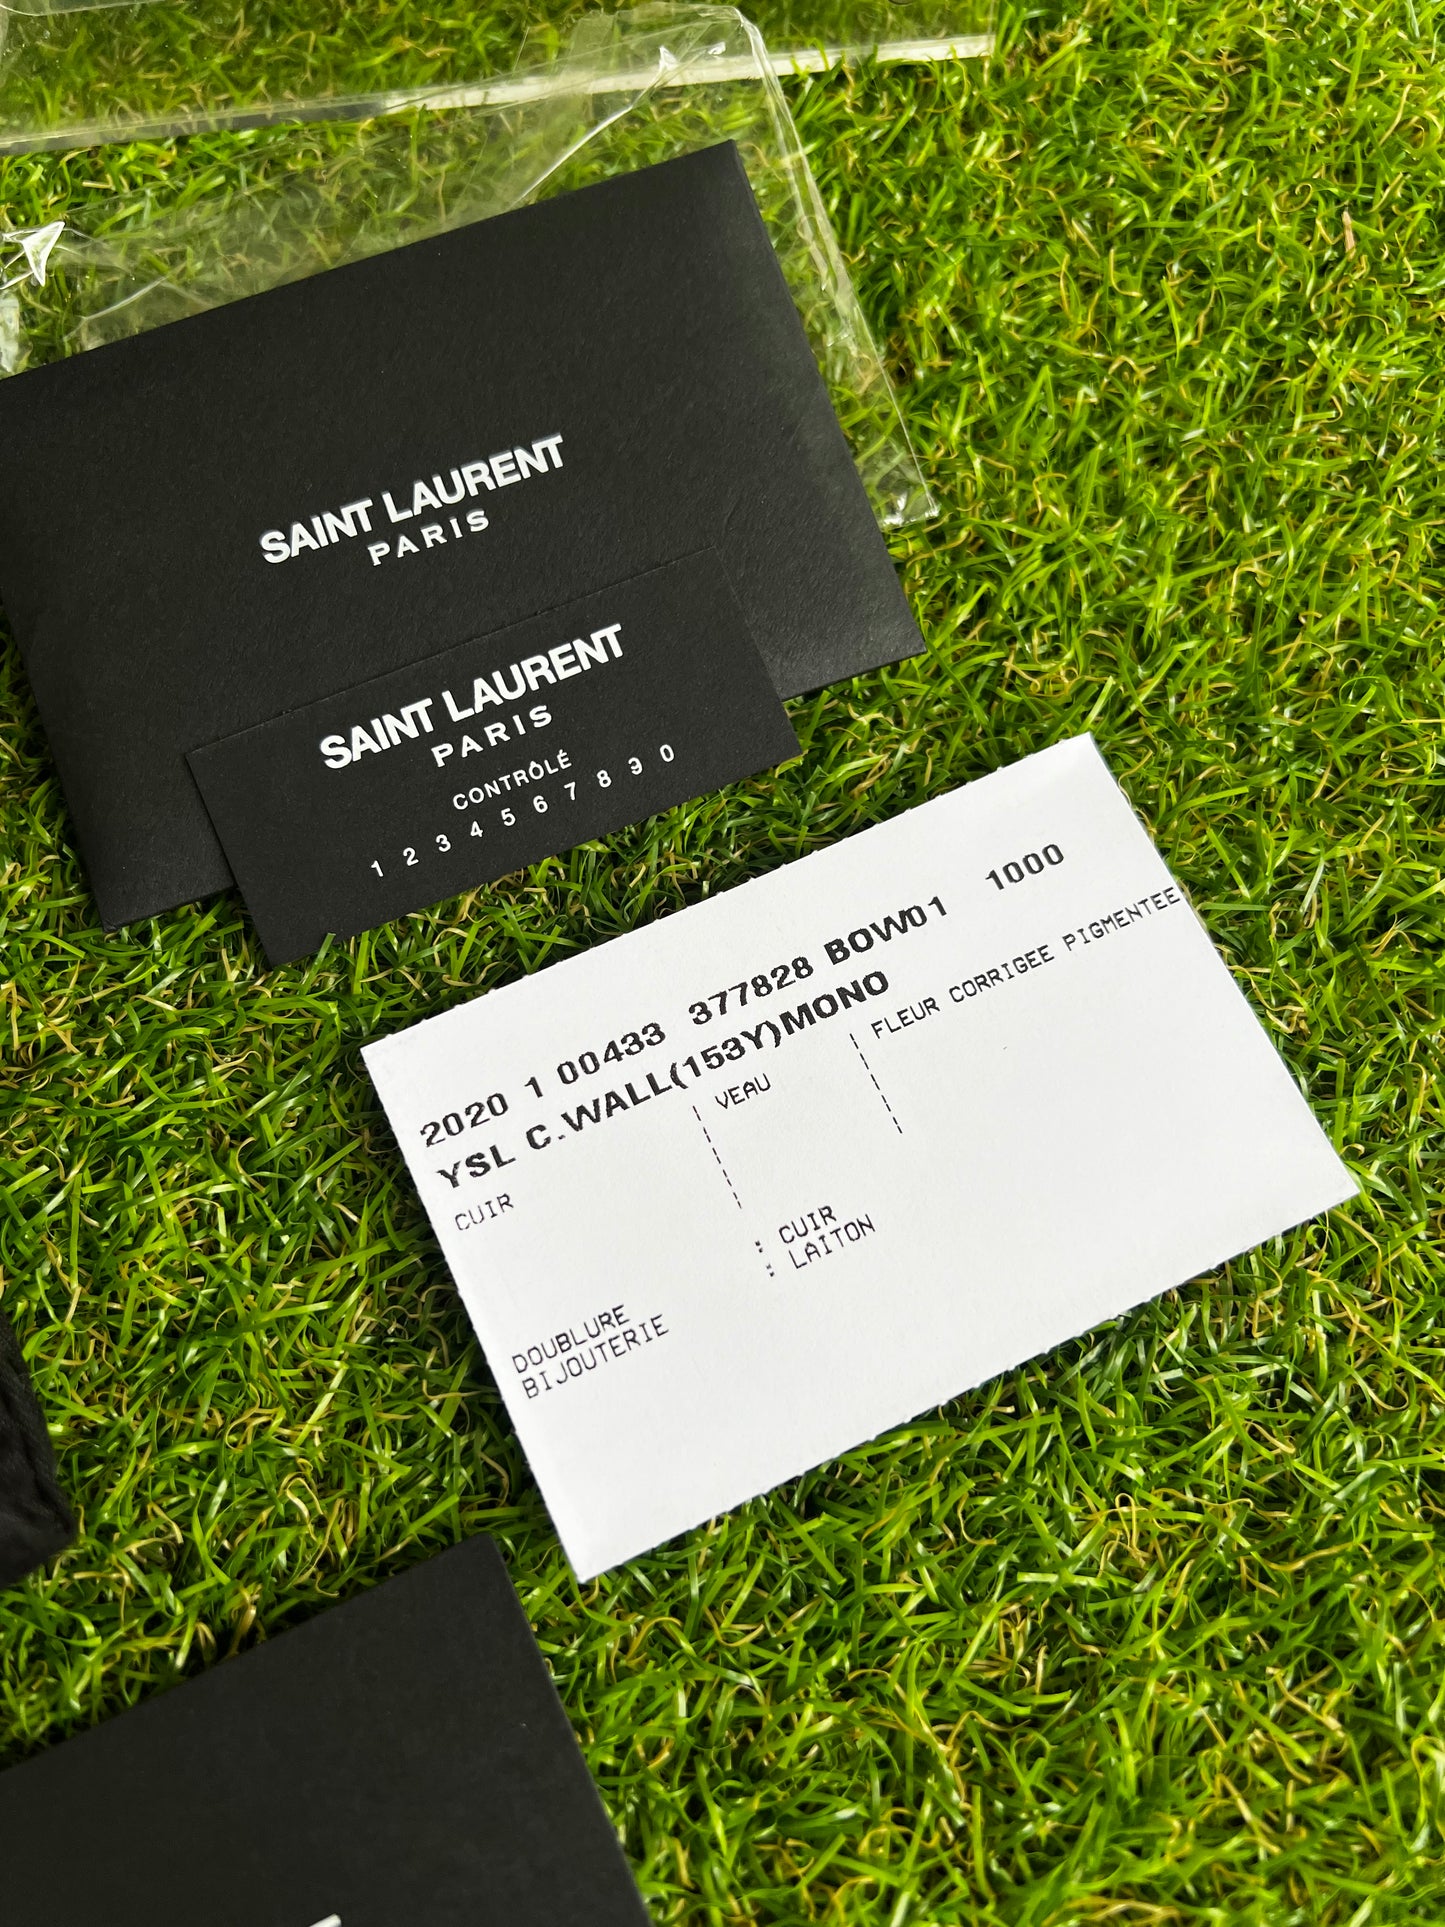 SAINT LAURENT
PARIS
SAINT LAURENT
PARIS
CONTRÔLÉ
1 2 3 4 5 6 7 8 9 0
2020 1 00433 377828 BOW01 1000
YSL C.WALL(153Y)MONO
CUIR | VEAU | FLEUR CORRIGEE PIGMENTEE
DOUBLURE : CUIR
BIJOUTERIE : LAITON